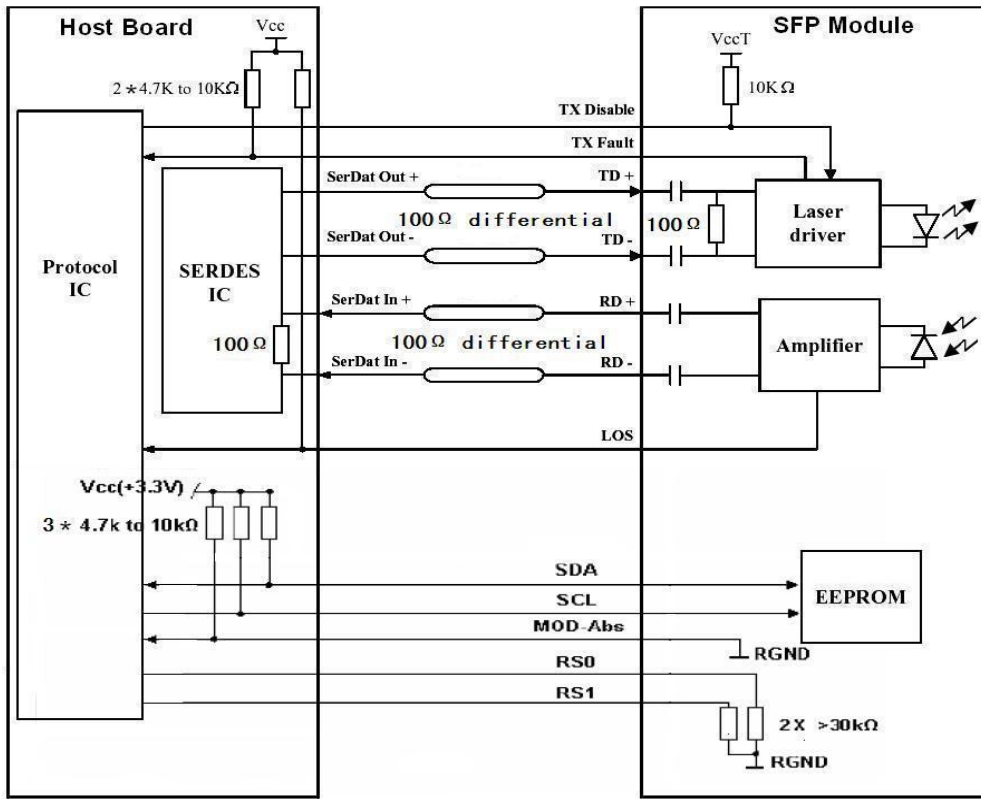 Host Board
SFP Module
Vcc
VccT
2*4.7K to 10KΩ
10KΩ
TX Disable
TX Fault
SerDat Out +
TD +
100Ω differential
100Ω
Laser
driver
SerDat Out -
TD -
Protocol
IC
SERDES
IC
SerDat In +
RD +
100Ω
100Ω differential
Amplifier
SerDat In -
RD -
LOS
Vcc(+3.3V)
3 * 4.7k to 10kΩ
SDA
SCL
EEPROM
MOD-Abs
RGND
RS0
RS1
2X >30kΩ
RGND